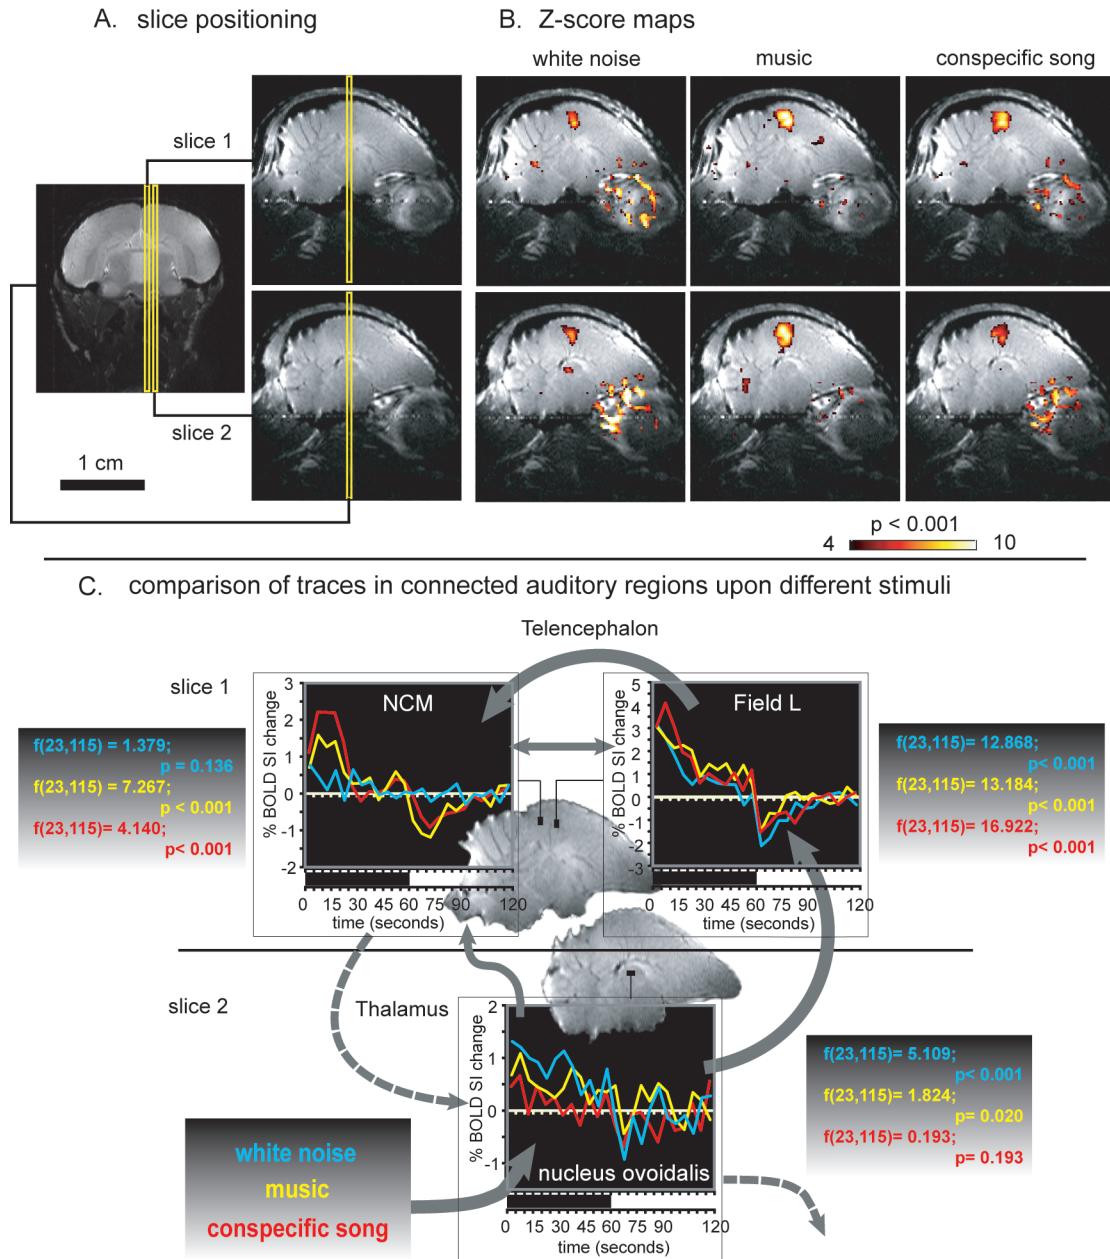 A. slice positioning
B. Z-score maps
white noise
music
conspecific song
slice 1
slice 2
1 cm
p < 0.001
4
10
C. comparison of traces in connected auditory regions upon different stimuli
Telencephalon
slice 1
NCM
% BOLD SI change
3
2
1
0
-1
-2
0 15 30 45 60 75 90 120
time (seconds)
Field L
% BOLD SI change
5
4
3
2
1
0
-1
-2
-3
0 15 30 45 60 75 90 120
time (seconds)
f(23,115) = 1.379;
p = 0.136
f(23,115) = 7.267;
p < 0.001
f(23,115)= 4.140;
p< 0.001
f(23,115)= 12.868;
p< 0.001
f(23,115)= 13.184;
p< 0.001
f(23,115)= 16.922;
p< 0.001
slice 2
Thalamus
% BOLD SI change
2
1
0
-1
nucleus ovoidalis
0 15 30 45 60 75 90 120
time (seconds)
f(23,115)= 5.109;
p< 0.001
f(23,115)= 1.824;
p= 0.020
f(23,115)= 0.193;
p= 0.193
white noise
music
conspecific song